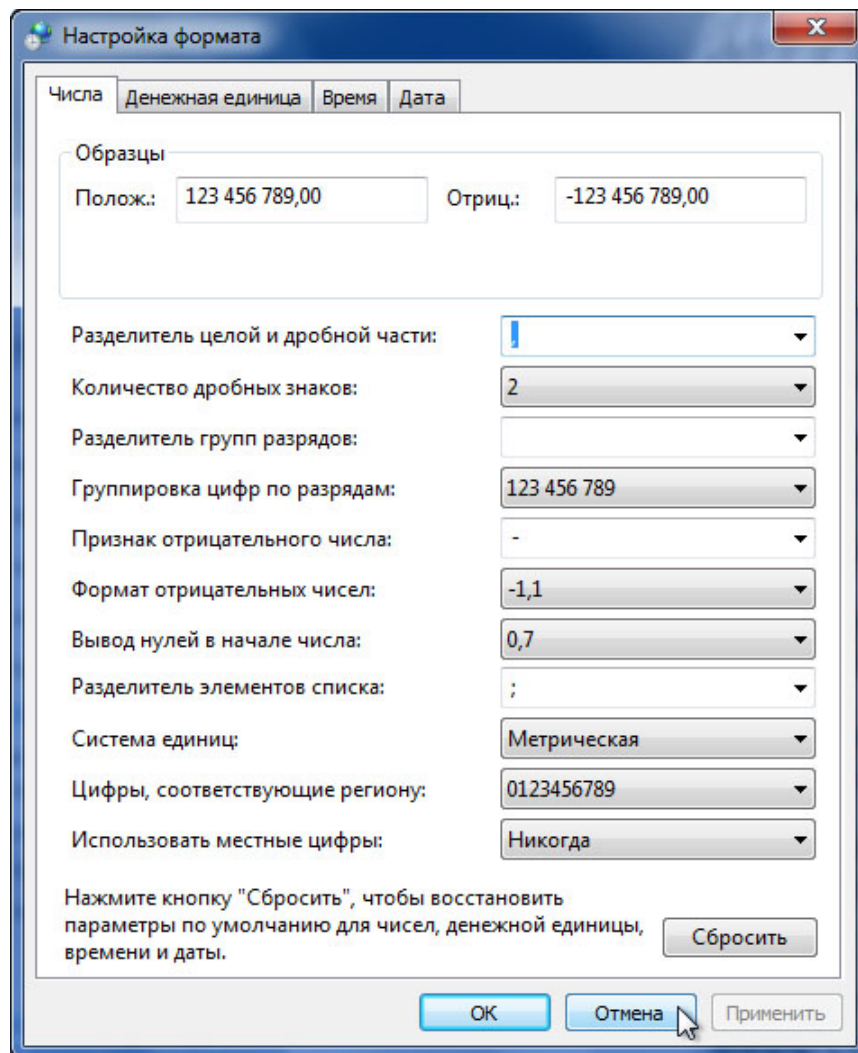 Настройка формата
Числа Денежная единица Время Дата
Образцы
Полож.: 123 456 789,00 Отриц.: -123 456 789,00
Разделитель целой и дробной части: ,
Количество дробных знаков: 2
Разделитель групп разрядов:
Группировка цифр по разрядам: 123 456 789
Признак отрицательного числа: -
Формат отрицательных чисел: -1,1
Вывод нулей в начале числа: 0,7
Разделитель элементов списка: ;
Система единиц: Метрическая
Цифры, соответствующие региону: 0123456789
Использовать местные цифры: Никогда
Нажмите кнопку "Сбросить", чтобы восстановить
параметры по умолчанию для чисел, денежной единицы,
времени и даты.
Сбросить
ОК Отмена Применить